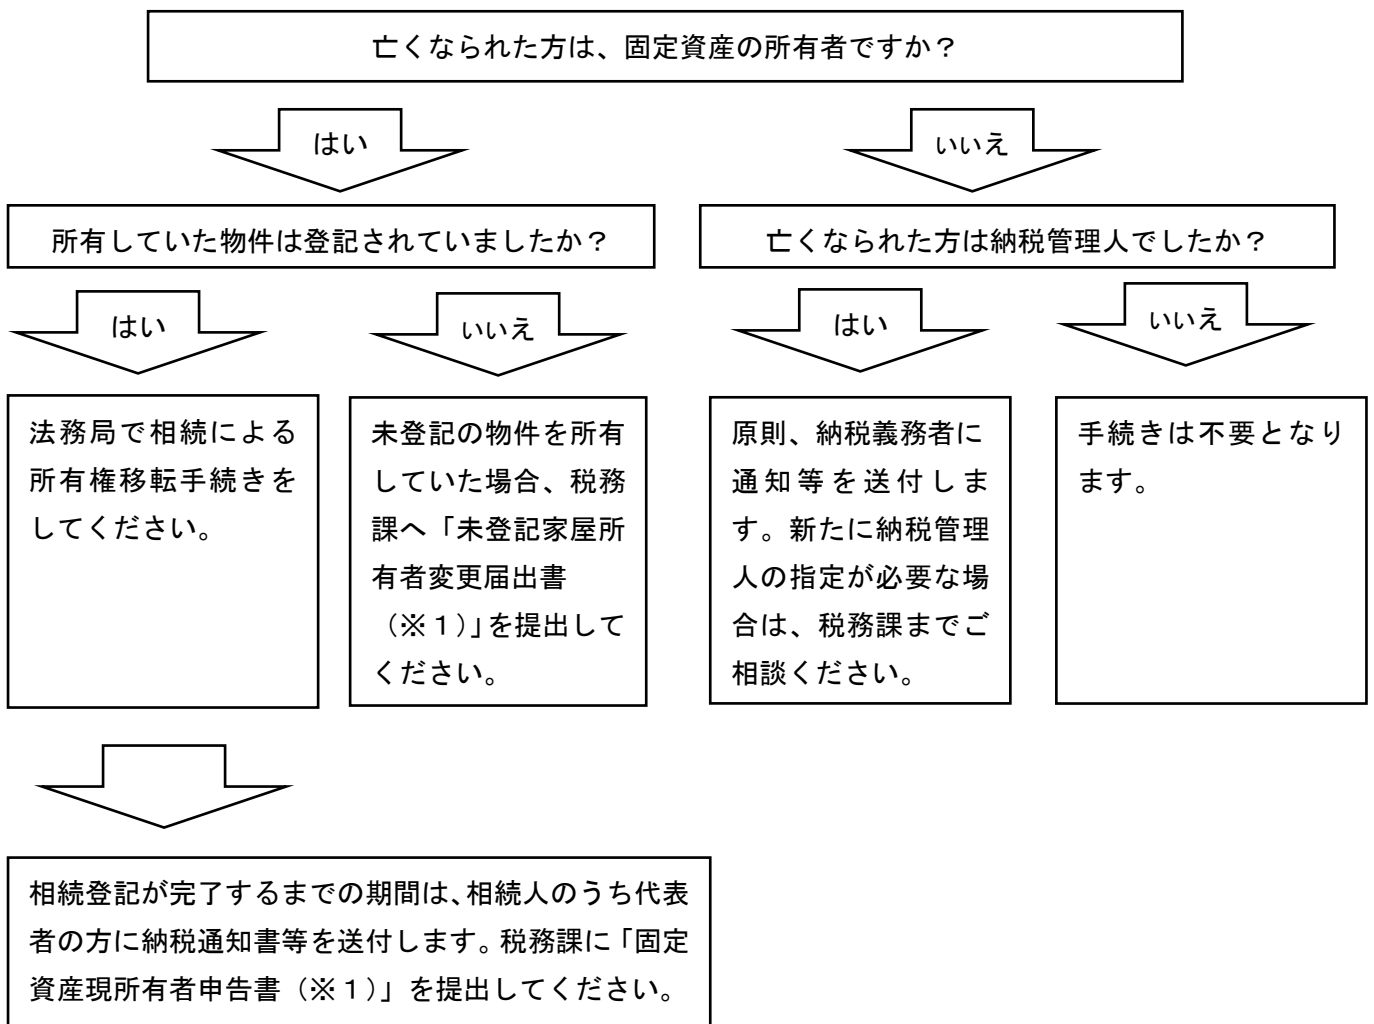 亡くなられた方は、固定資産の所有者ですか？
はい
いいえ
所有していた物件は登記されていましたか？
亡くなられた方は納税管理人でしたか？
はい
いいえ
はい
いいえ
法務局で相続による
所有権移転手続きを
してください。
未登記の物件を所有
していた場合、税務
課へ「未登記家屋所
有者変更届出書
（※１）」を提出して
ください。
原則、納税義務者に
通知等を送付しま
す。新たに納税管理
人の指定が必要な場
合は、税務課までご
相談ください。
手続きは不要となり
ます。
相続登記が完了するまでの期間は、相続人のうち代表
者の方に納税通知書等を送付します。税務課に「固定
資産現所有者申告書（※１）」を提出してください。